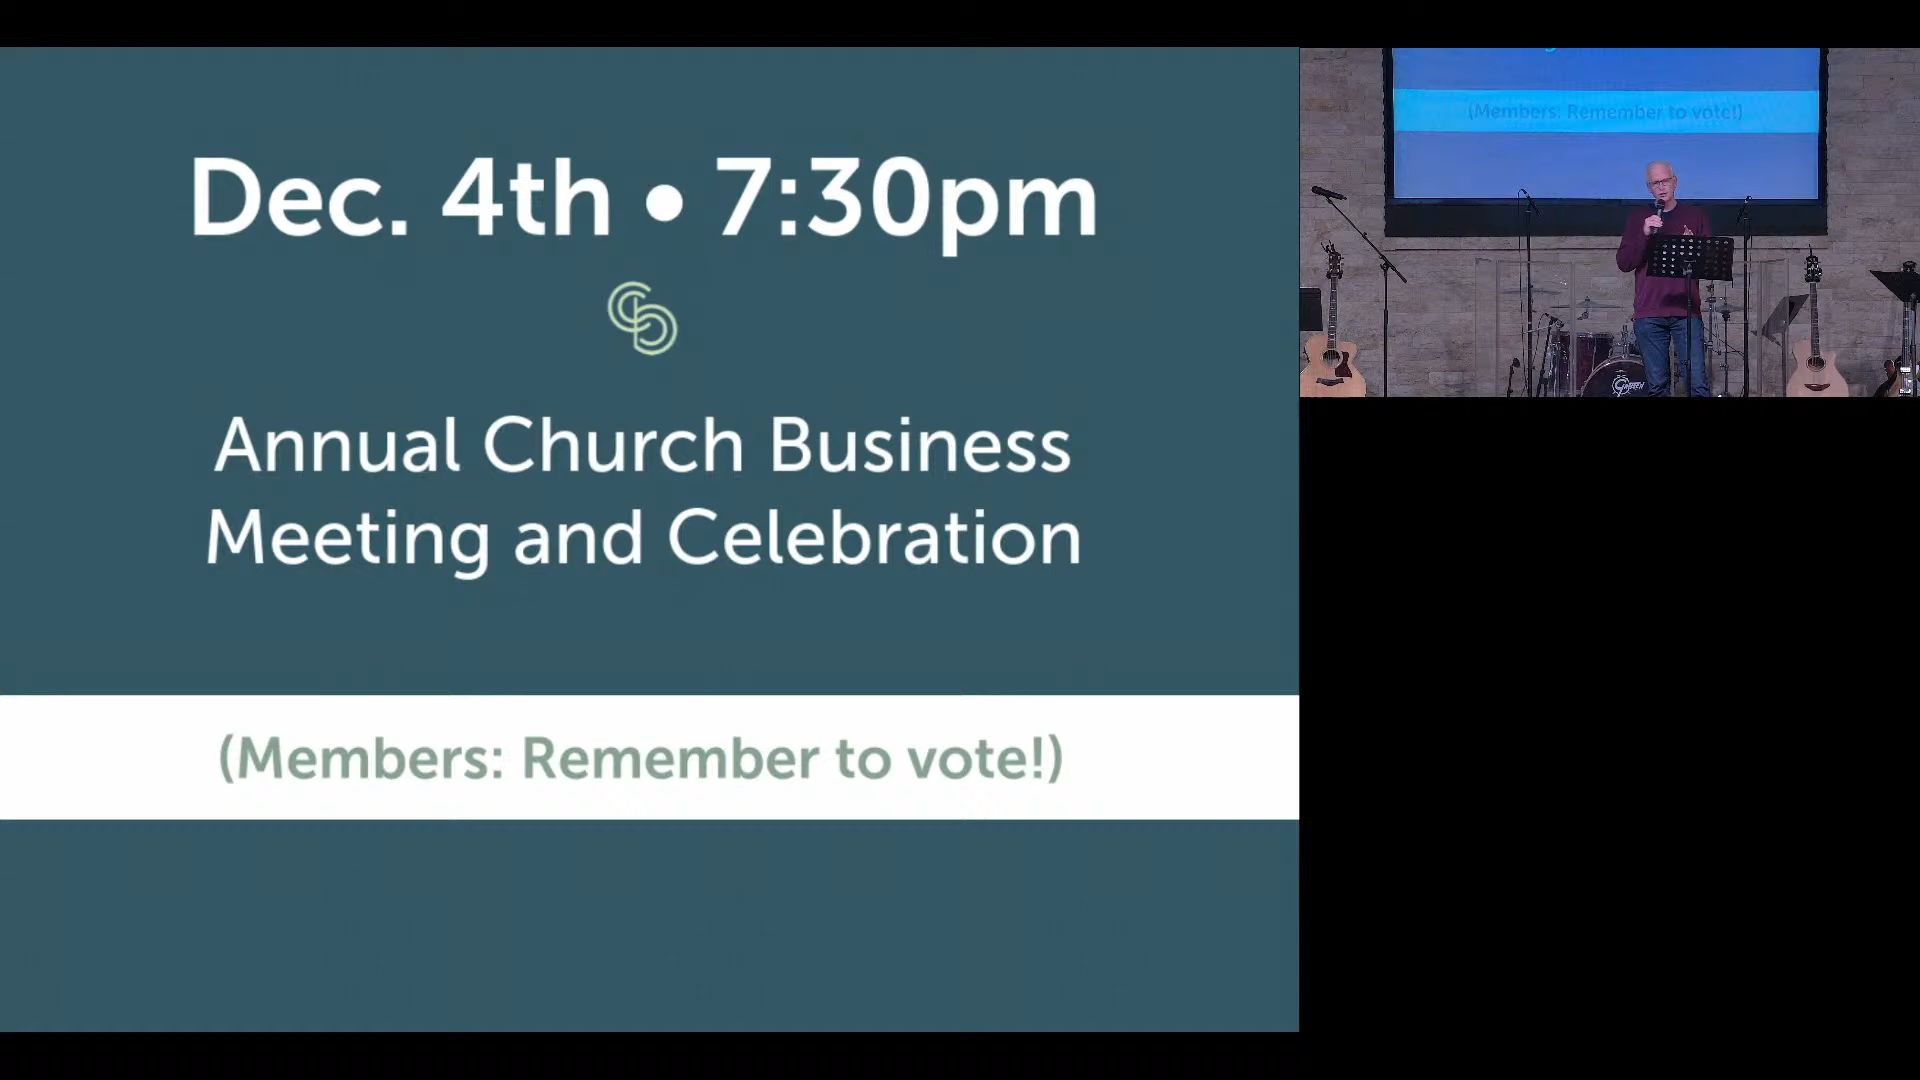 Dec. 4th • 7:30pm
Annual Church Business
Meeting and Celebration
(Members: Remember to vote!)
(Members: Remember to vote!)